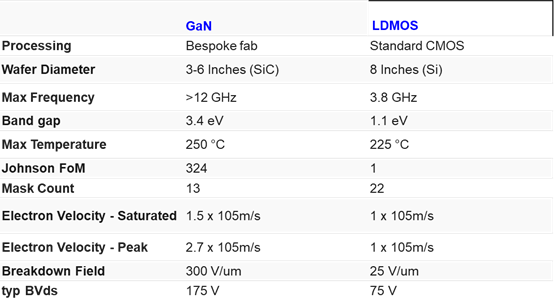 GaN LDMOS
Processing Bespoke fab Standard CMOS
Wafer Diameter 3-6 Inches (SiC) 8 Inches (Si)
Max Frequency >12 GHz 3.8 GHz
Band gap 3.4 eV 1.1 eV
Max Temperature 250 °C 225 °C
Johnson FoM 324 1
Mask Count 13 22
Electron Velocity - Saturated 1.5 x 105m/s 1 x 105m/s
Electron Velocity - Peak 2.7 x 105m/s 1 x 105m/s
Breakdown Field 300 V/um 25 V/um
typ BVds 175 V 75 V